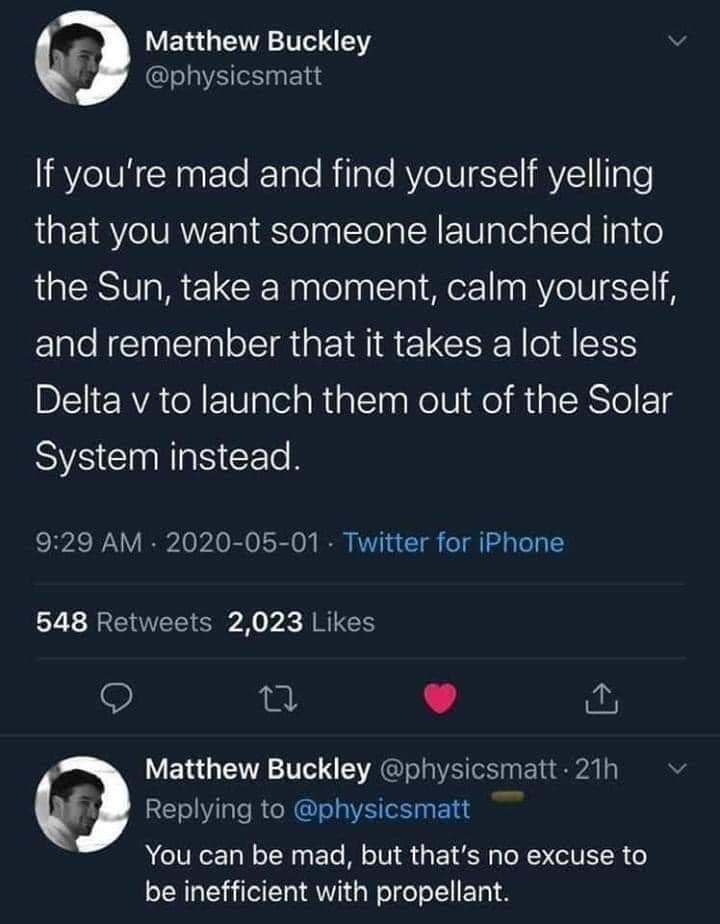 Matthew Buckley
@physicsmatt
If you're mad and find yourself yelling
that you want someone launched into
the Sun, take a moment, calm yourself,
and remember that it takes a lot less
Delta v to launch them out of the Solar
System instead.
9:29 AM · 2020-05-01 · Twitter for iPhone
548 Retweets 2,023 Likes
Matthew Buckley @physicsmatt · 21h
Replying to @physicsmatt
You can be mad, but that's no excuse to
be inefficient with propellant.